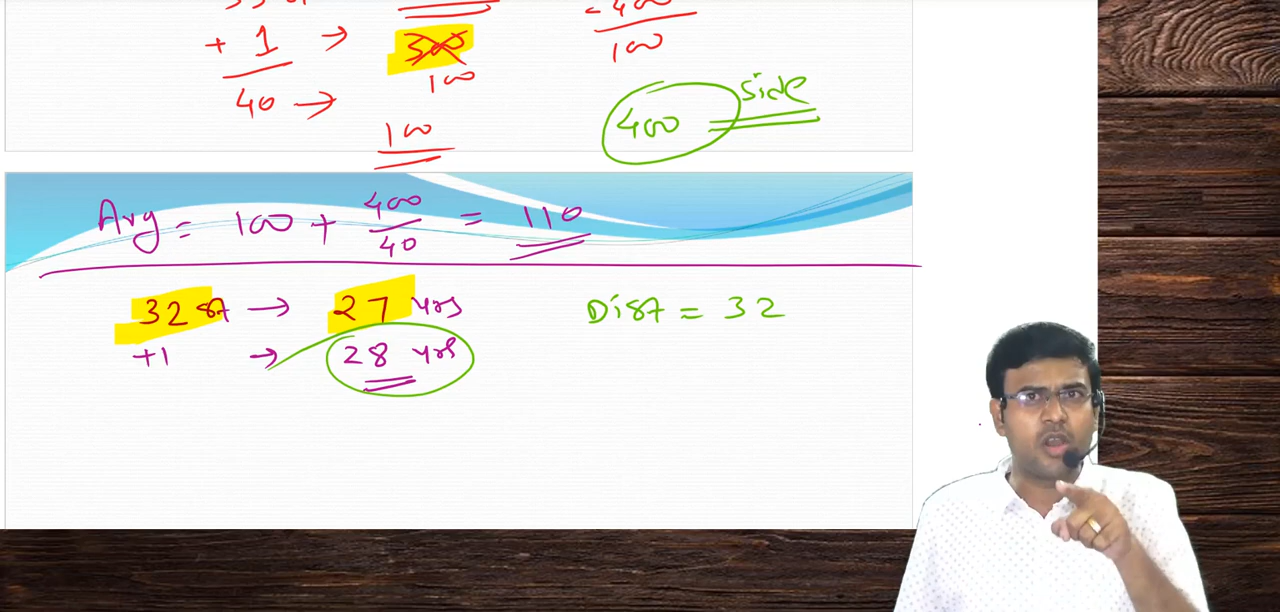 + 1 → 300
100
40 →
100
- 400
100
400 side
Avg = 100 + 400/40 = 110
32 st → 27 yrs
+1 → 28 yrs
Dist = 32